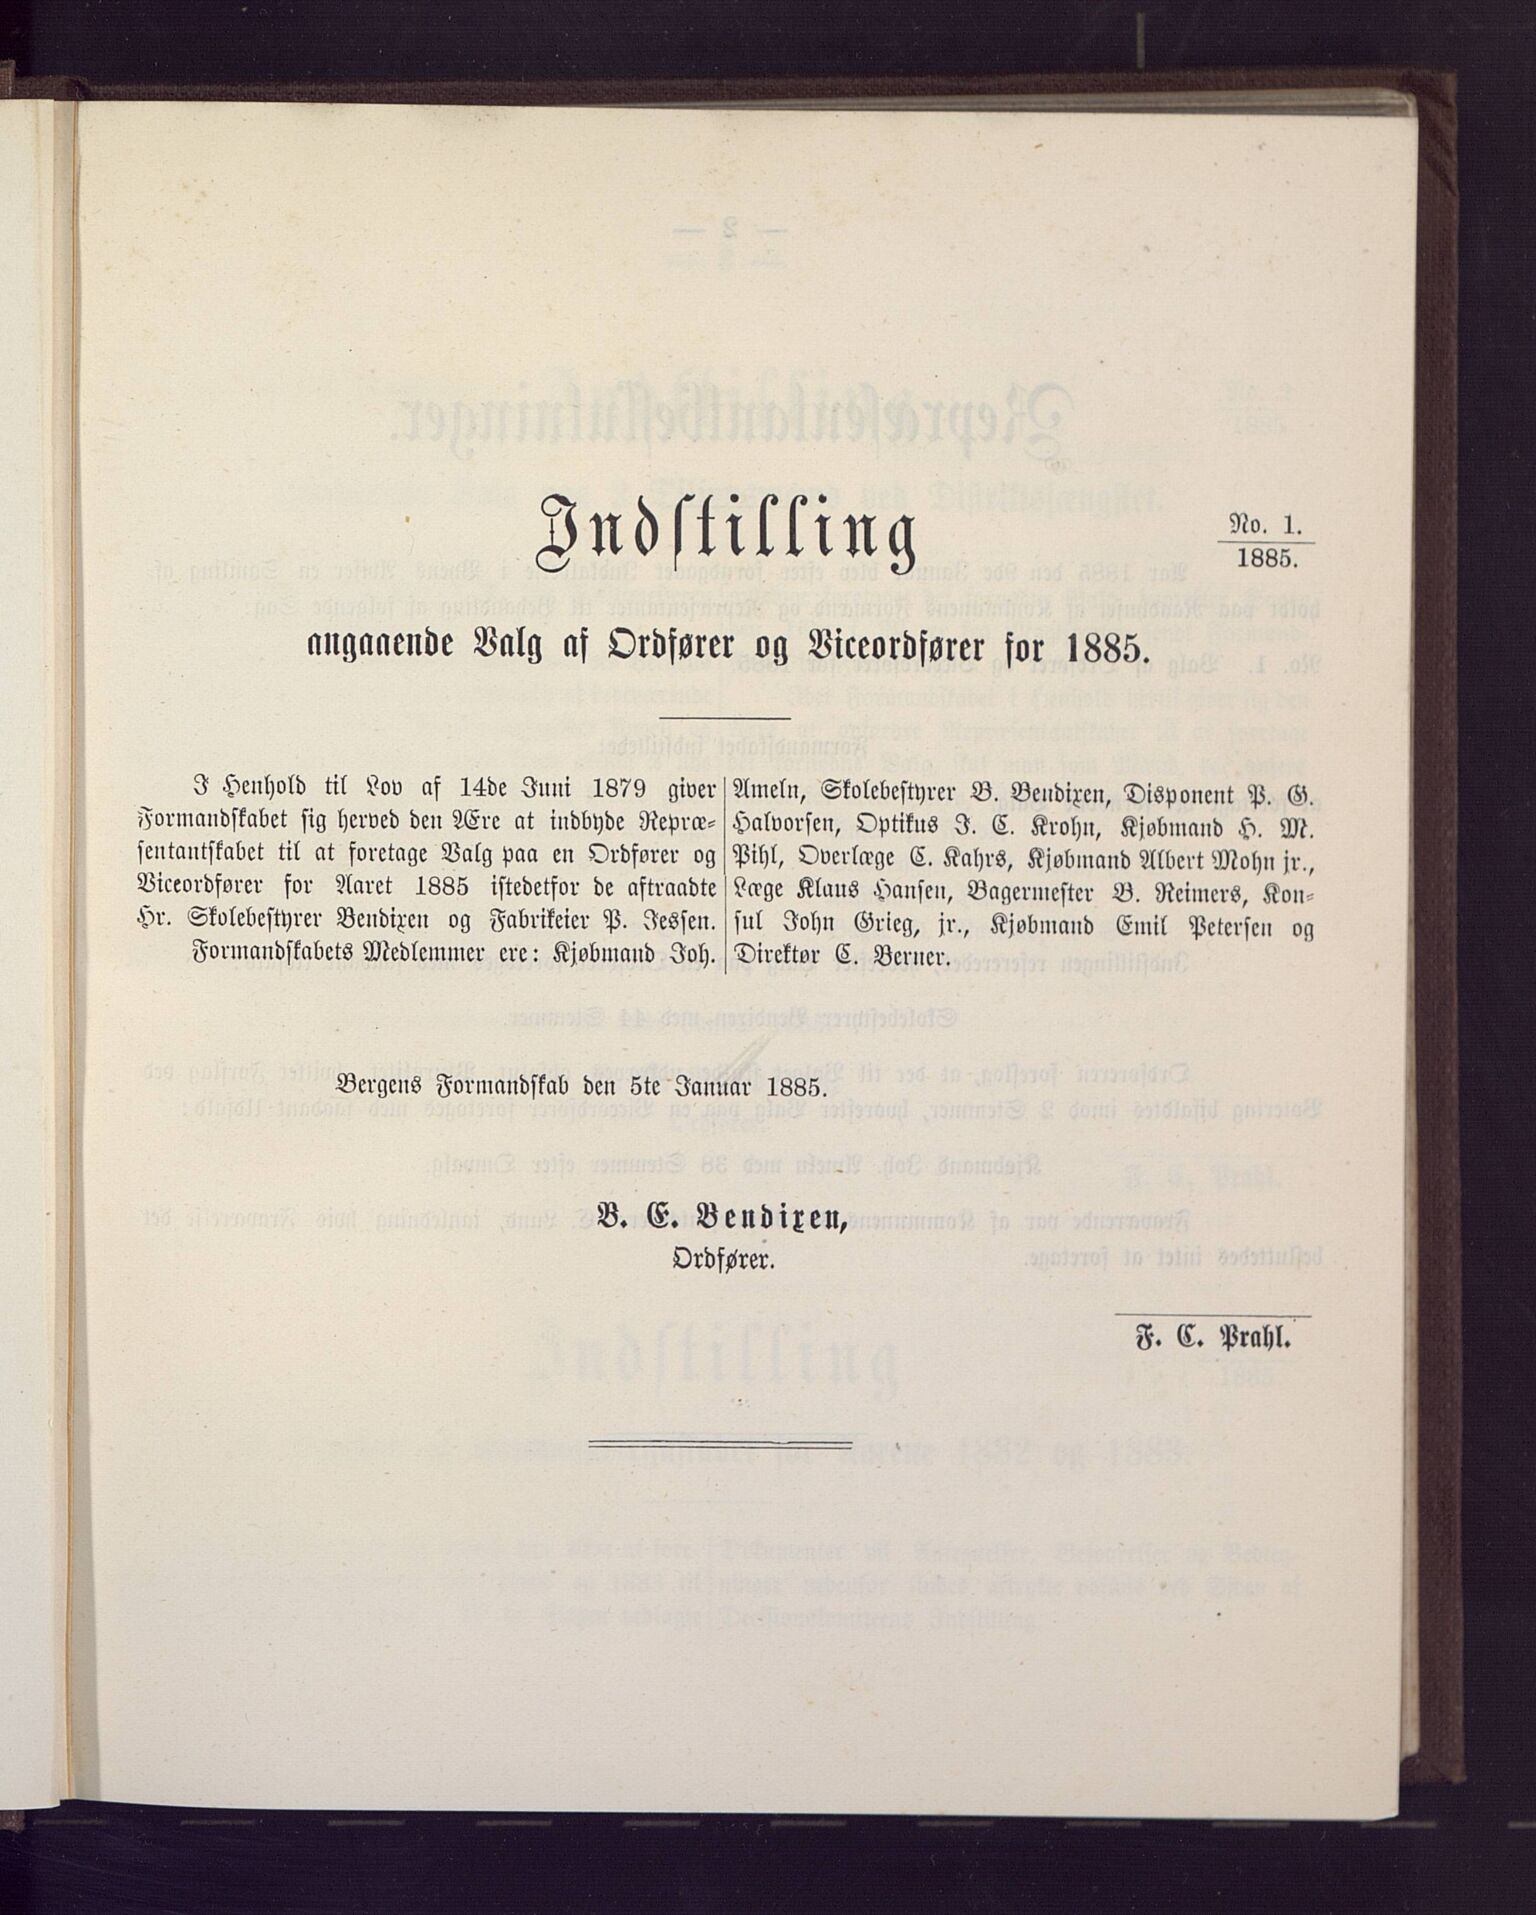 Indstilling
No. 1.
1885.
angaaende Valg af Ordfører og Viceordfører for 1885.
I Henhold til Lov af 14de Juni 1879 giver
Formandskabet sig herved den Ære at indbyde Repræ-
sentantskabet til at foretage Valg paa en Ordfører og
Viceordfører for Aaret 1885 istedetfor de aftraadte
Hr. Skolebestyrer Bendixen og Fabrikeier P. Jessen.
Formandskabets Medlemmer ere: Kjøbmand Joh.
Ameln, Skolebestyrer B. Bendixen, Disponent P. G.
Halvorsen, Optikus J. C. Krohn, Kjøbmand H. M.
Pihl, Overlæge C. Kahrs, Kjøbmand Albert Mohn jr.,
Læge Klaus Hansen, Bagermester B. Reimers, Kon-
sul John Grieg, jr., Kjøbmand Emil Petersen og
Direktør C. Berner.
Bergens Formandskab den 5te Januar 1885.
B. E. Bendixen,
Ordfører.
F. C. Prahl.